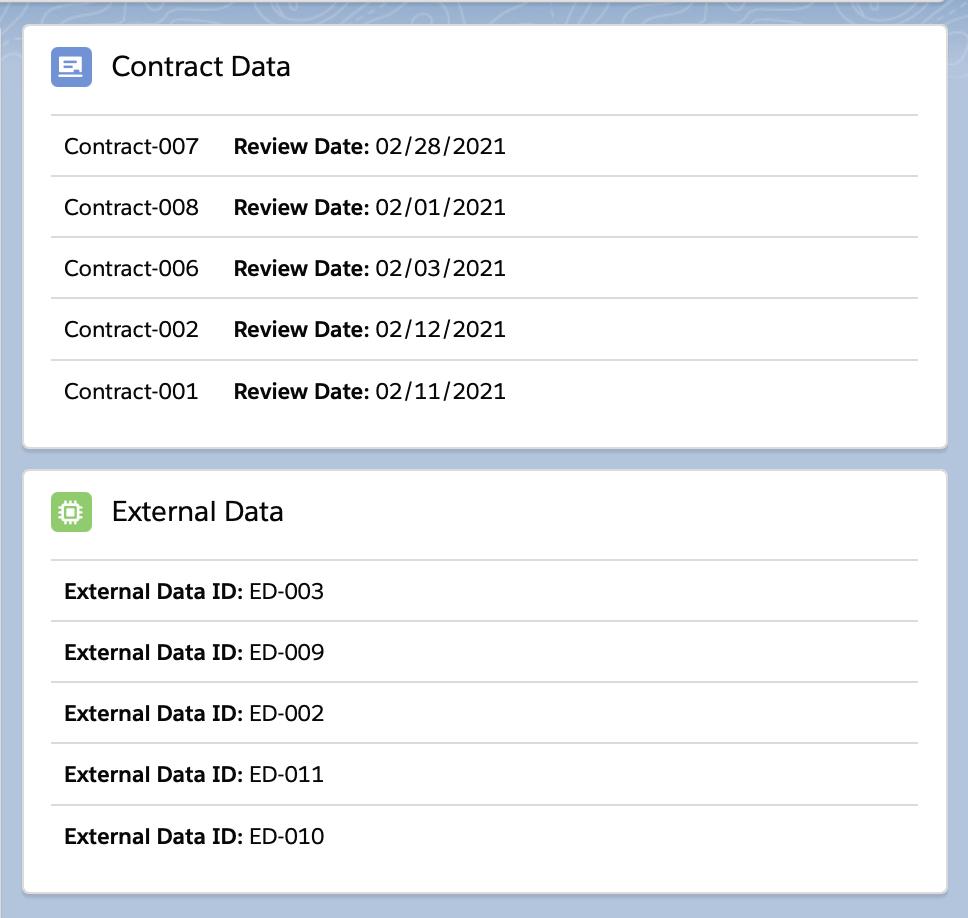 Contract Data
Contract-007 Review Date: 02/28/2021
Contract-008 Review Date: 02/01/2021
Contract-006 Review Date: 02/03/2021
Contract-002 Review Date: 02/12/2021
Contract-001 Review Date: 02/11/2021
External Data
External Data ID: ED-003
External Data ID: ED-009
External Data ID: ED-002
External Data ID: ED-011
External Data ID: ED-010